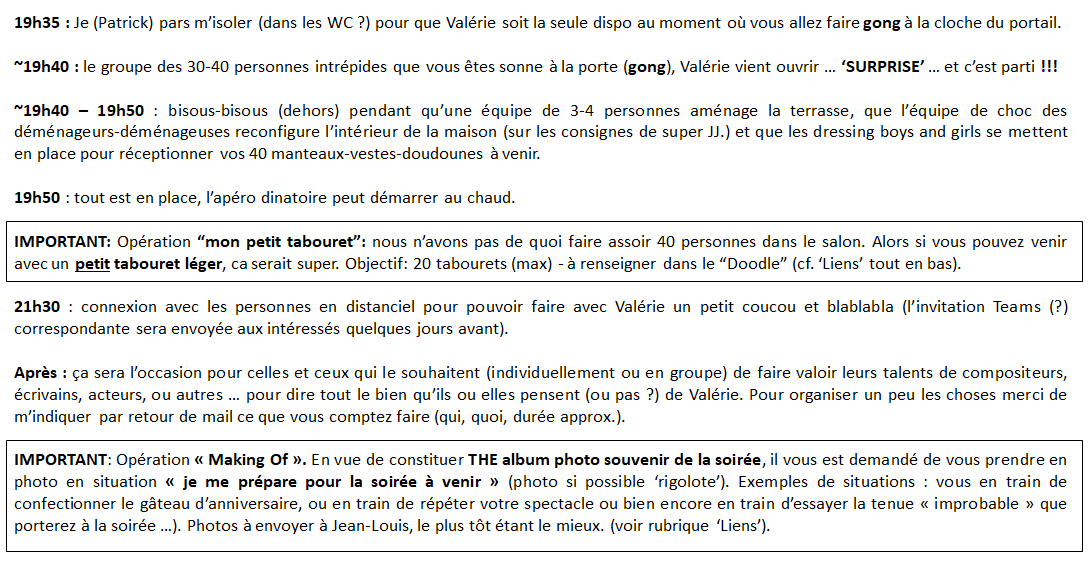 19h35 : Je (Patrick) pars m’isoler (dans les WC ?) pour que Valérie soit la seule dispo au moment où vous allez faire gong à la cloche du portail.
~19h40 : le groupe des 30-40 personnes intrépides que vous êtes sonne à la porte (gong), Valérie vient ouvrir … ‘SURPRISE’ … et c’est parti !!!
~19h40 – 19h50 : bisous-bisous (dehors) pendant qu’une équipe de 3-4 personnes aménage la terrasse, que l’équipe de choc des
déménageurs-déménageuses reconfigure l’intérieur de la maison (sur les consignes de super JJ.) et que les dressing boys and girls se mettent
en place pour réceptionner vos 40 manteaux-vestes-doudounes à venir.
19h50 : tout est en place, l’apéro dinatoire peut démarrer au chaud.
IMPORTANT: Opération “mon petit tabouret”: nous n’avons pas de quoi faire assoir 40 personnes dans le salon. Alors si vous pouvez venir
avec un petit tabouret léger, ca serait super. Objectif: 20 tabourets (max) - à renseigner dans le “Doodle” (cf. ‘Liens’ tout en bas).
21h30 : connexion avec les personnes en distanciel pour pouvoir faire avec Valérie un petit coucou et blablabla (l’invitation Teams (?)
correspondante sera envoyée aux intéressés quelques jours avant).
Après : ça sera l’occasion pour celles et ceux qui le souhaitent (individuellement ou en groupe) de faire valoir leurs talents de compositeurs,
écrivains, acteurs, ou autres … pour dire tout le bien qu’ils ou elles pensent (ou pas ?) de Valérie. Pour organiser un peu les choses merci de
m’indiquer par retour de mail ce que vous comptez faire (qui, quoi, durée approx.).
IMPORTANT: Opération « Making Of ». En vue de constituer THE album photo souvenir de la soirée, il vous est demandé de vous prendre en
photo en situation « je me prépare pour la soirée à venir » (photo si possible ‘rigolote’). Exemples de situations : vous en train de
confectionner le gâteau d’anniversaire, ou en train de répéter votre spectacle ou bien encore en train d’essayer la tenue « improbable » que
porterez à la soirée …). Photos à envoyer à Jean-Louis, le plus tôt étant le mieux. (voir rubrique ‘Liens’).